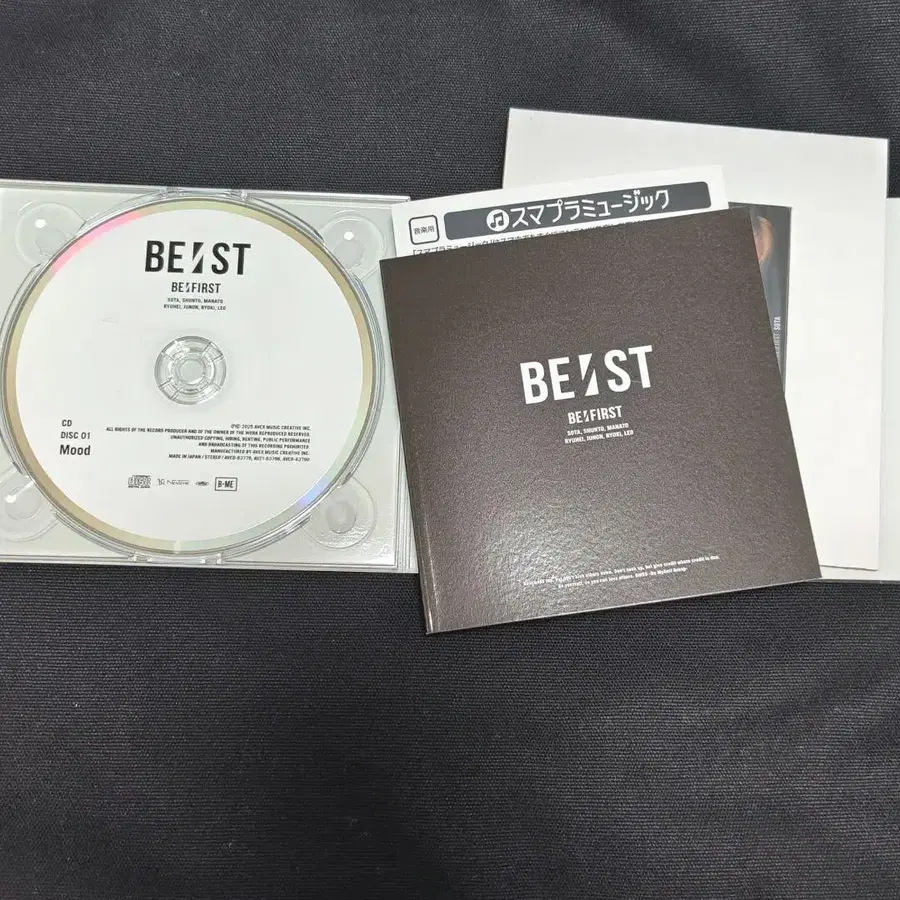 BE:ST
BE:FIRST
SOTA, SHUNTO, MANATO
RYUHEI, JUNON, RYOKI, LEO
CD
DISC 01
Mood
ALL RIGHTS OF THE RECORD PRODUCER AND OF THE OWNER OF THE WORK REPRODUCED RESERVED.
UNAUTHORIZED COPYING, HIRING, RENTING, PUBLIC PERFORMANCE
AND BROADCASTING OF THIS RECORDING PROHIBITED.
MANUFACTURED BY AVEX MUSIC CREATIVE INC.
MADE IN JAPAN / STEREO /
B-ME
音楽用
スマプラミュージック
BE:ST
BE:FIRST
SOTA, SHUNTO, MANATO
RYUHEI, JUNON, RYOKI, LEO
SOTA